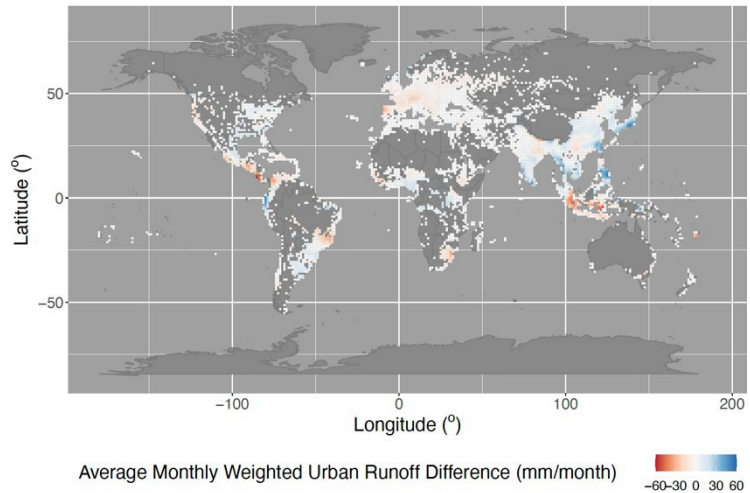 50
0
−50
Latitude (°)
−100
0
100
200
Longitude (°)
Average Monthly Weighted Urban Runoff Difference (mm/month)
−60−30 0 30 60